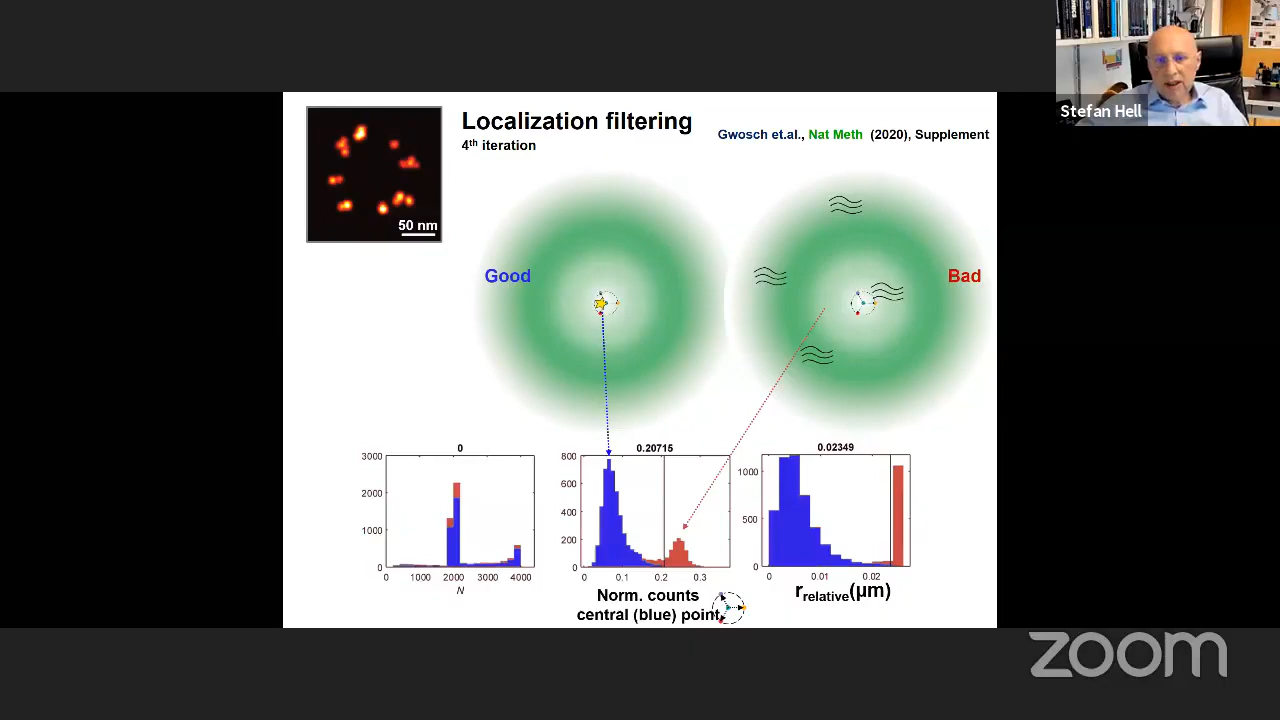 Stefan Hell
Localization filtering
4th iteration
Gwosch et.al., Nat Meth (2020), Supplement
50 nm
Good
Bad
0
3000
2000
1000
0
0 1000 2000 3000 4000
N
0.20715
800
600
400
200
0
0 0.1 0.2 0.3
Norm. counts
central (blue) point
0.02349
1000
500
0
0 0.01 0.02
rrelative(μm)
zoom